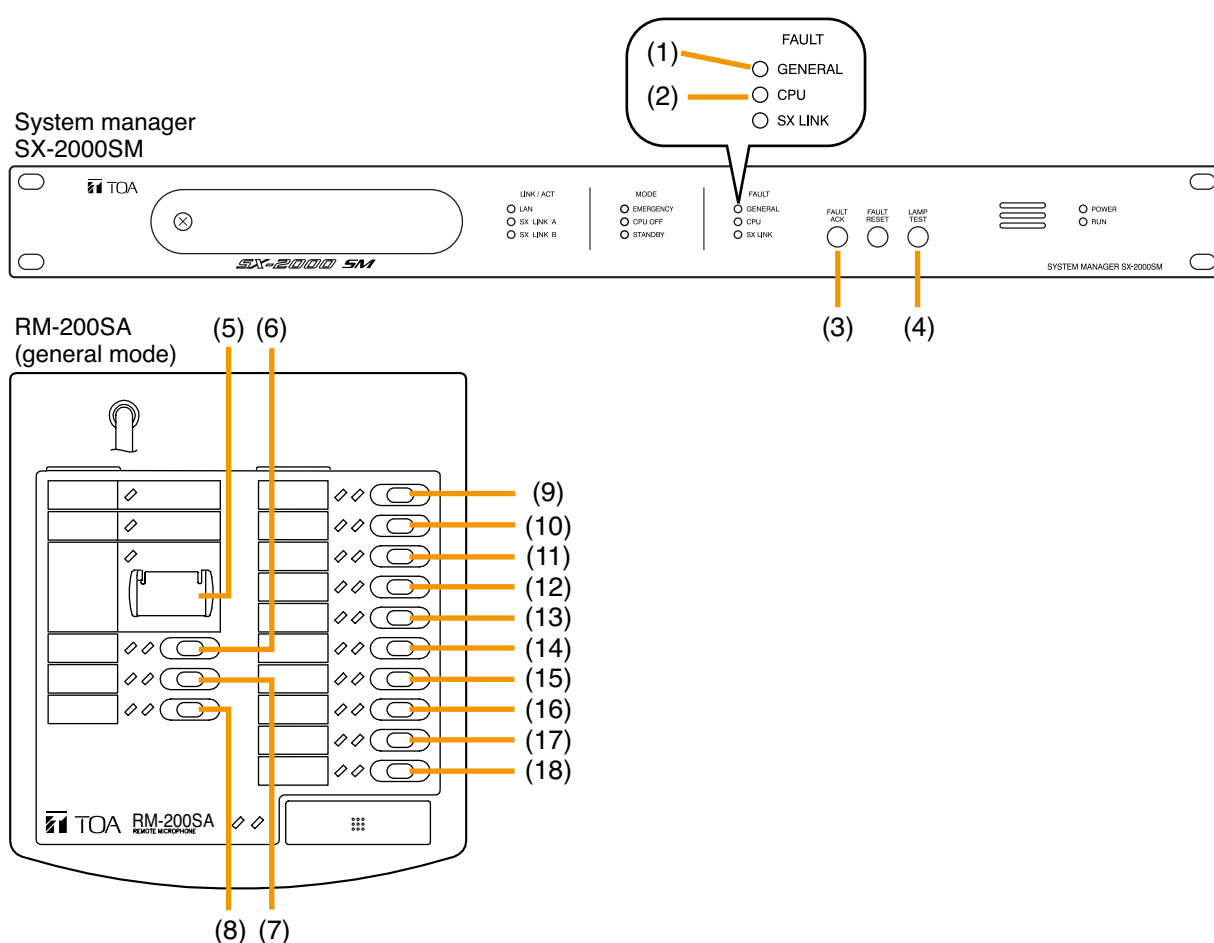 FAULT
(1)
GENERAL
(2)
CPU
SX LINK
System manager
SX-2000SM
TOA
LINK / ACT
LAN
SX LINK A
SX LINK B
MODE
EMERGENCY
CPU OFF
STANDBY
FAULT
GENERAL
CPU
SX LINK
FAULT
ACK
FAULT
RESET
LAMP
TEST
POWER
RUN
SX-2000 SM
SYSTEM MANAGER SX-2000SM
(3)
(4)
RM-200SA
(general mode)
(5)
(6)
(9)
(10)
(11)
(12)
(13)
(14)
(15)
(16)
(17)
(18)
TOA
RM-200SA
REMOTE MICROPHONE
(8)
(7)